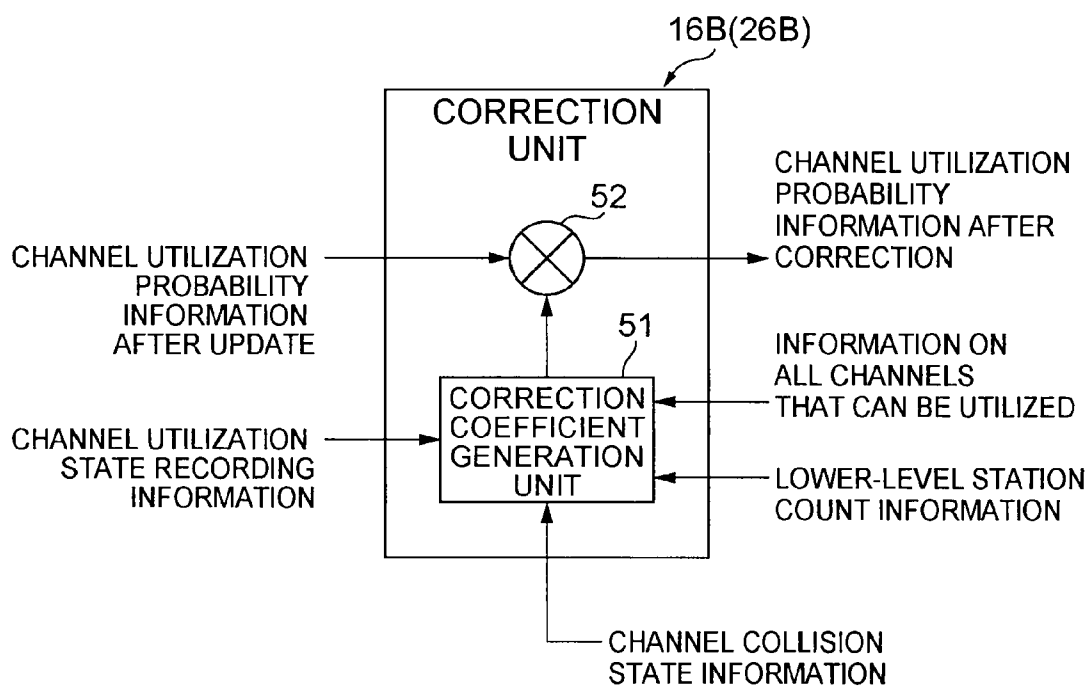 16B(26B)
CORRECTION
UNIT
52
CHANNEL UTILIZATION
PROBABILITY
INFORMATION
AFTER UPDATE
CHANNEL UTILIZATION
PROBABILITY
INFORMATION AFTER
CORRECTION
51
CORRECTION
COEFFICIENT
GENERATION
UNIT
CHANNEL UTILIZATION
STATE RECORDING
INFORMATION
INFORMATION ON
ALL CHANNELS
THAT CAN BE UTILIZED
LOWER-LEVEL STATION
COUNT INFORMATION
CHANNEL COLLISION
STATE INFORMATION